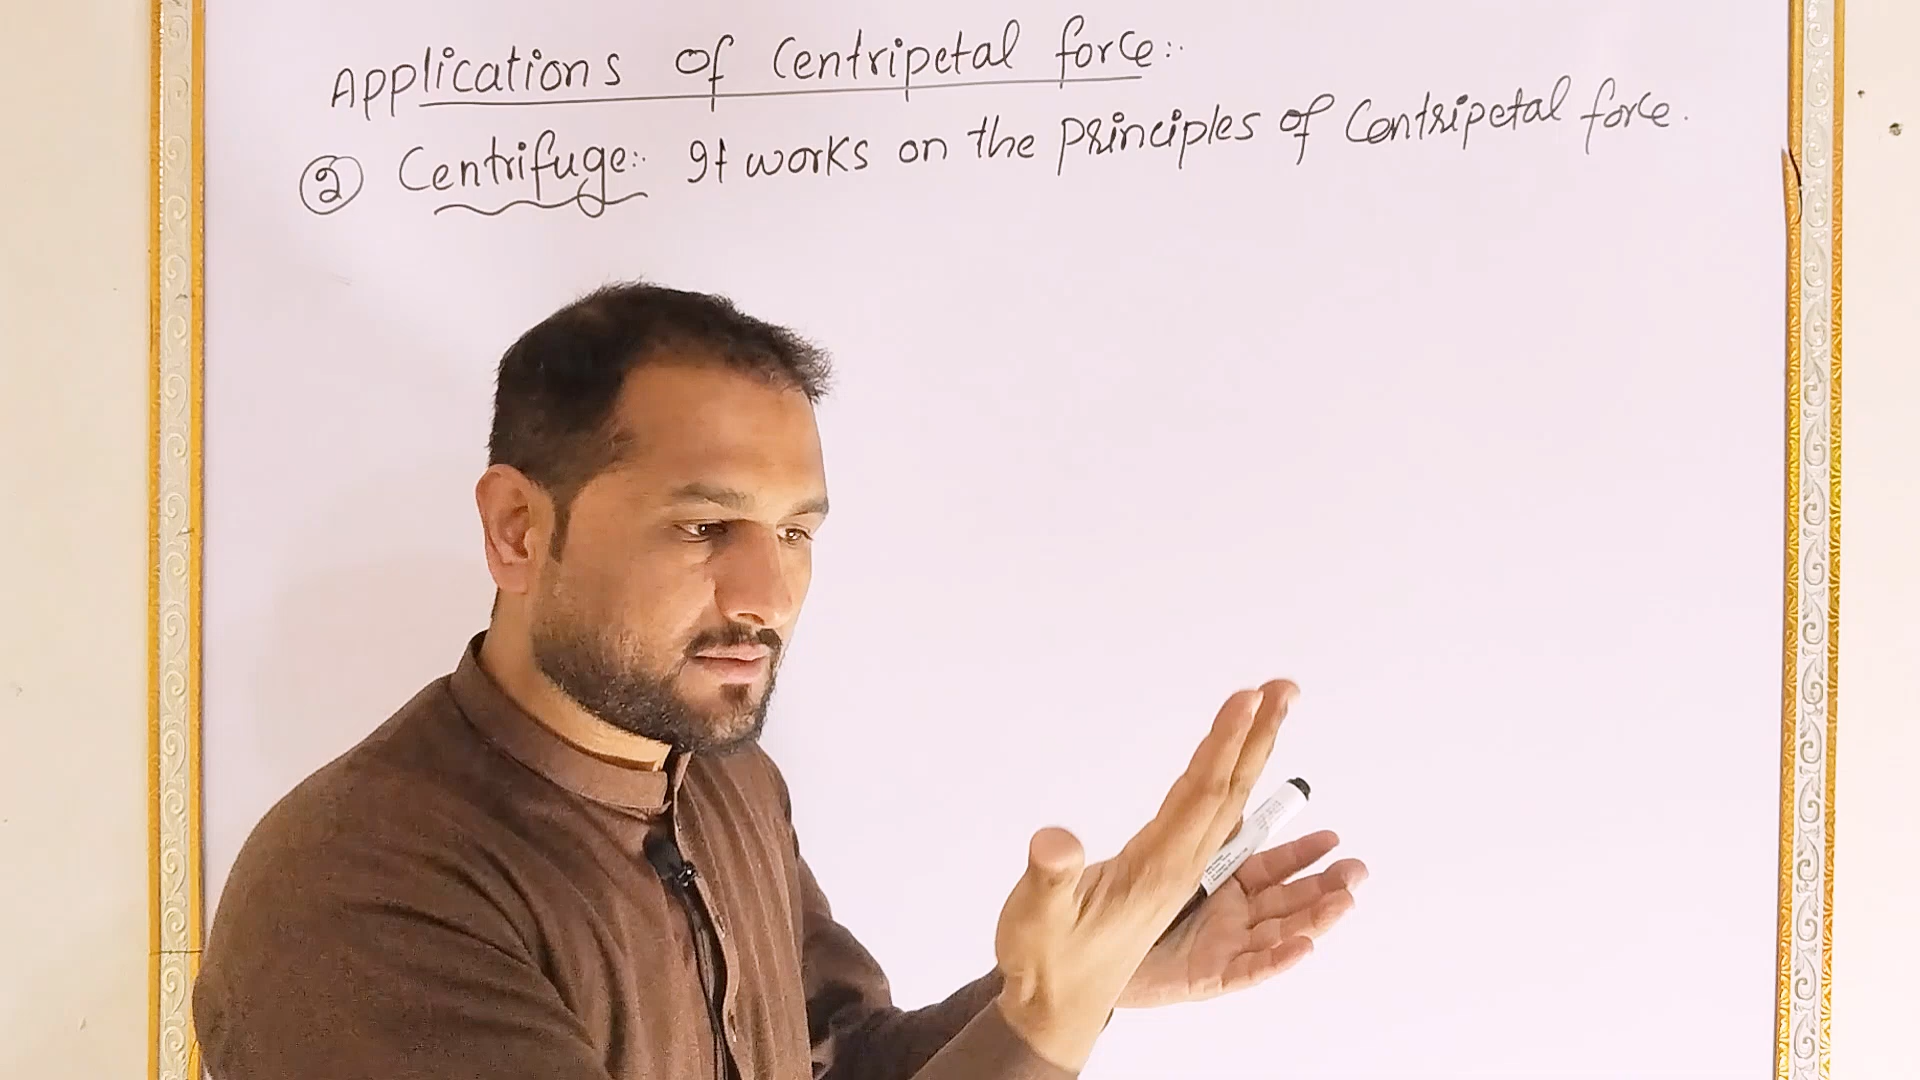 Applications of Centripetal force:.
② Centrifuge:. It works on the principles of Centripetal force.